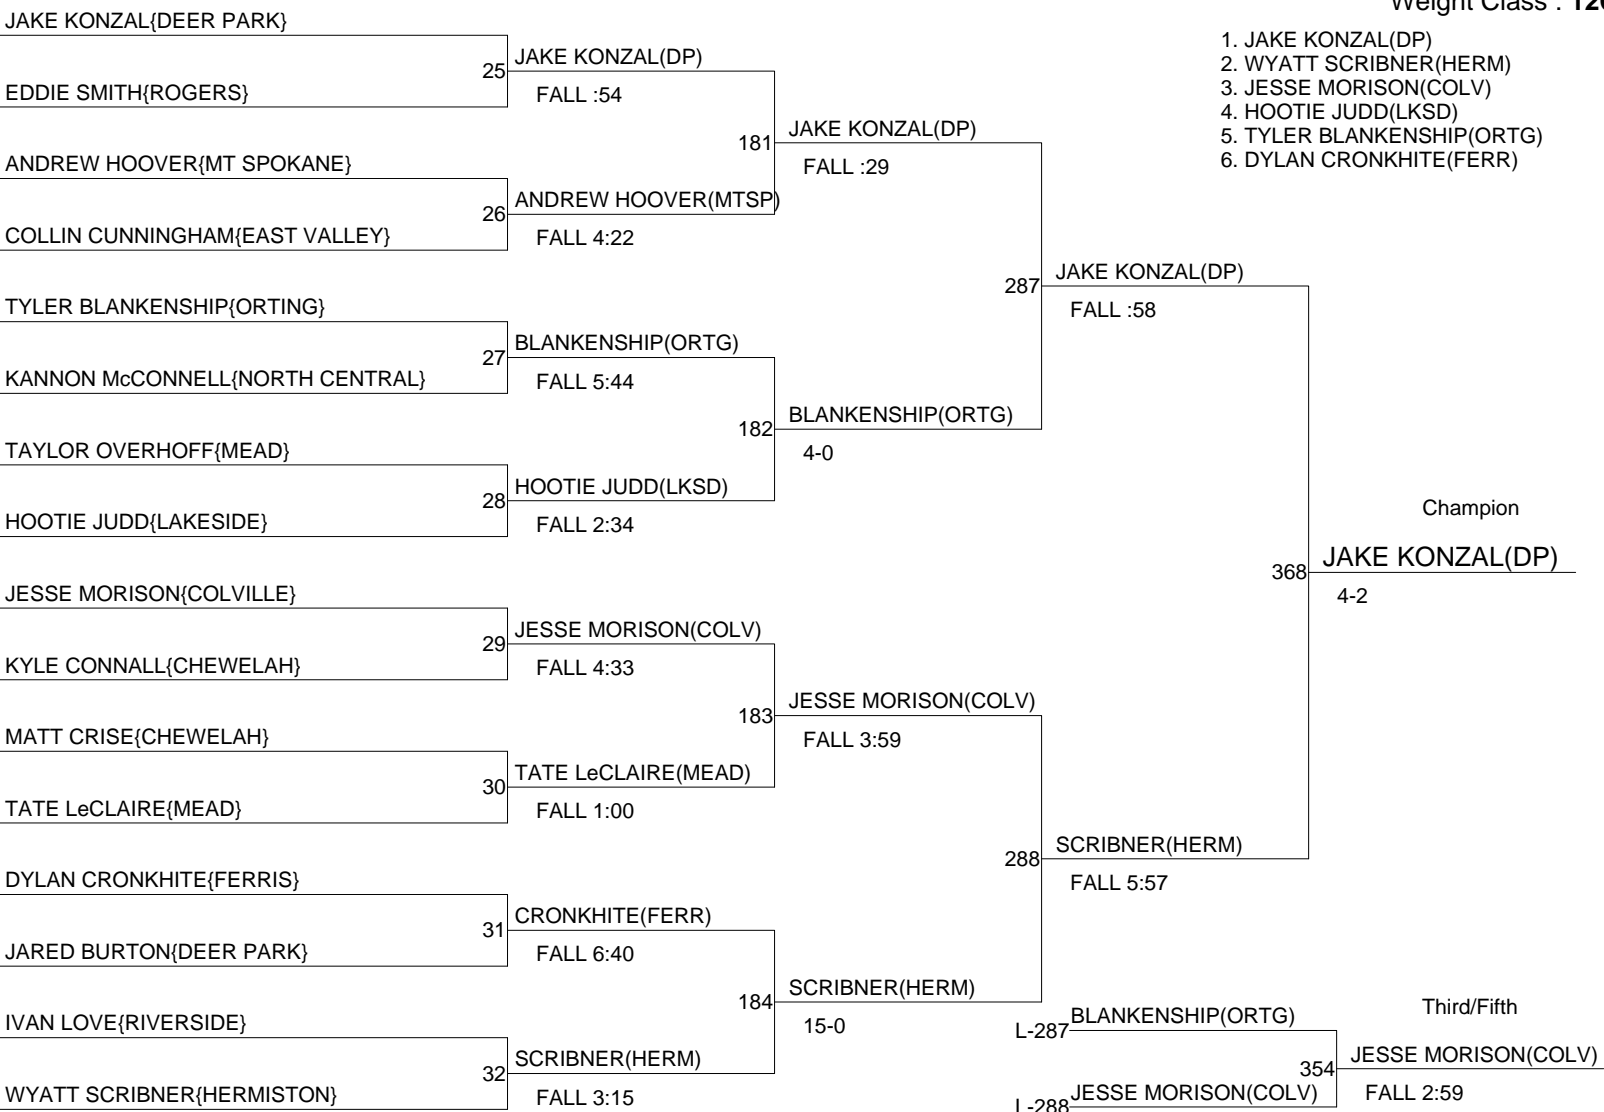 Weight Class :
JAKE KONZAL{DEER PARK}
1. JAKE KONZAL(DP)
2. WYATT SCRIBNER(HERM)
3. JESSE MORISON(COLV)
4. HOOTIE JUDD(LKSD)
5. TYLER BLANKENSHIP(ORTG)
6. DYLAN CRONKHITE(FERR)
25 JAKE KONZAL(DP)
EDDIE SMITH{ROGERS}
FALL :54
181 JAKE KONZAL(DP)
ANDREW HOOVER{MT SPOKANE}
FALL :29
26 ANDREW HOOVER(MTSP)
COLLIN CUNNINGHAM{EAST VALLEY}
FALL 4:22
287 JAKE KONZAL(DP)
TYLER BLANKENSHIP{ORTING}
FALL :58
27 BLANKENSHIP(ORTG)
KANNON McCONNELL{NORTH CENTRAL}
FALL 5:44
182 BLANKENSHIP(ORTG)
TAYLOR OVERHOFF{MEAD}
4-0
28 HOOTIE JUDD(LKSD)
HOOTIE JUDD{LAKESIDE}
FALL 2:34
Champion
368 JAKE KONZAL(DP)
4-2
JESSE MORISON{COLVILLE}
29 JESSE MORISON(COLV)
KYLE CONNALL{CHEWELAH}
FALL 4:33
183 JESSE MORISON(COLV)
MATT CRISE{CHEWELAH}
FALL 3:59
30 TATE LeCLAIRE(MEAD)
TATE LeCLAIRE{MEAD}
FALL 1:00
288 SCRIBNER(HERM)
DYLAN CRONKHITE{FERRIS}
FALL 5:57
31 CRONKHITE(FERR)
JARED BURTON{DEER PARK}
FALL 6:40
184 SCRIBNER(HERM)
IVAN LOVE{RIVERSIDE}
15-0
32 SCRIBNER(HERM)
WYATT SCRIBNER{HERMISTON}
FALL 3:15
Third/Fifth
L-287 BLANKENSHIP(ORTG)
354 JESSE MORISON(COLV)
L-288 JESSE MORISON(COLV)
FALL 2:59